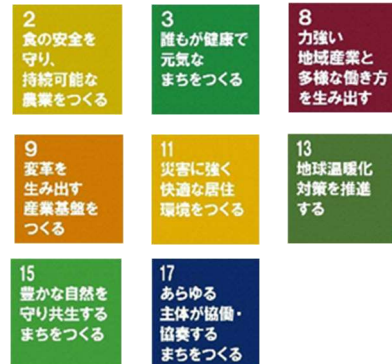 2
食の安全を
守り、
持続可能な
農業をつくる
3
誰もが健康で
元気な
まちをつくる
8
力強い
地域産業と
多様な働き方
を生み出す
9
変革を
生み出す
産業基盤を
つくる
11
災害に強く
快適な居住
環境をつくる
13
地球温暖化
対策を推進
する
15
豊かな自然を
守り共生する
まちをつくる
17
あらゆる
主体が協働・
協奏する
まちをつくる